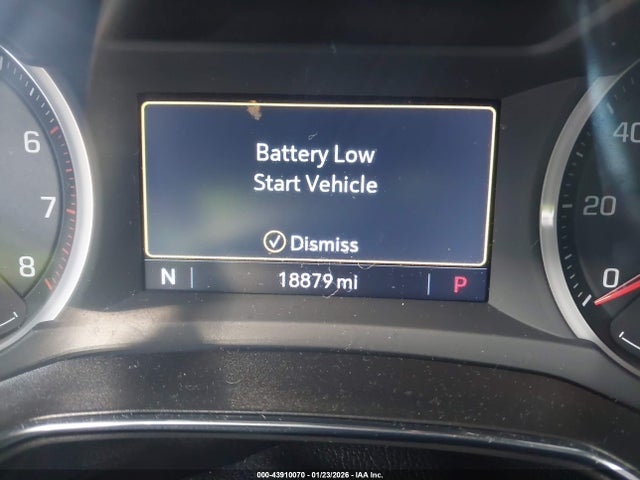 Battery Low
Start Vehicle
Dismiss
N 18879 mi P
6
7
8
40
20
0
000-43910070 01/23/2026 - IAA Inc.